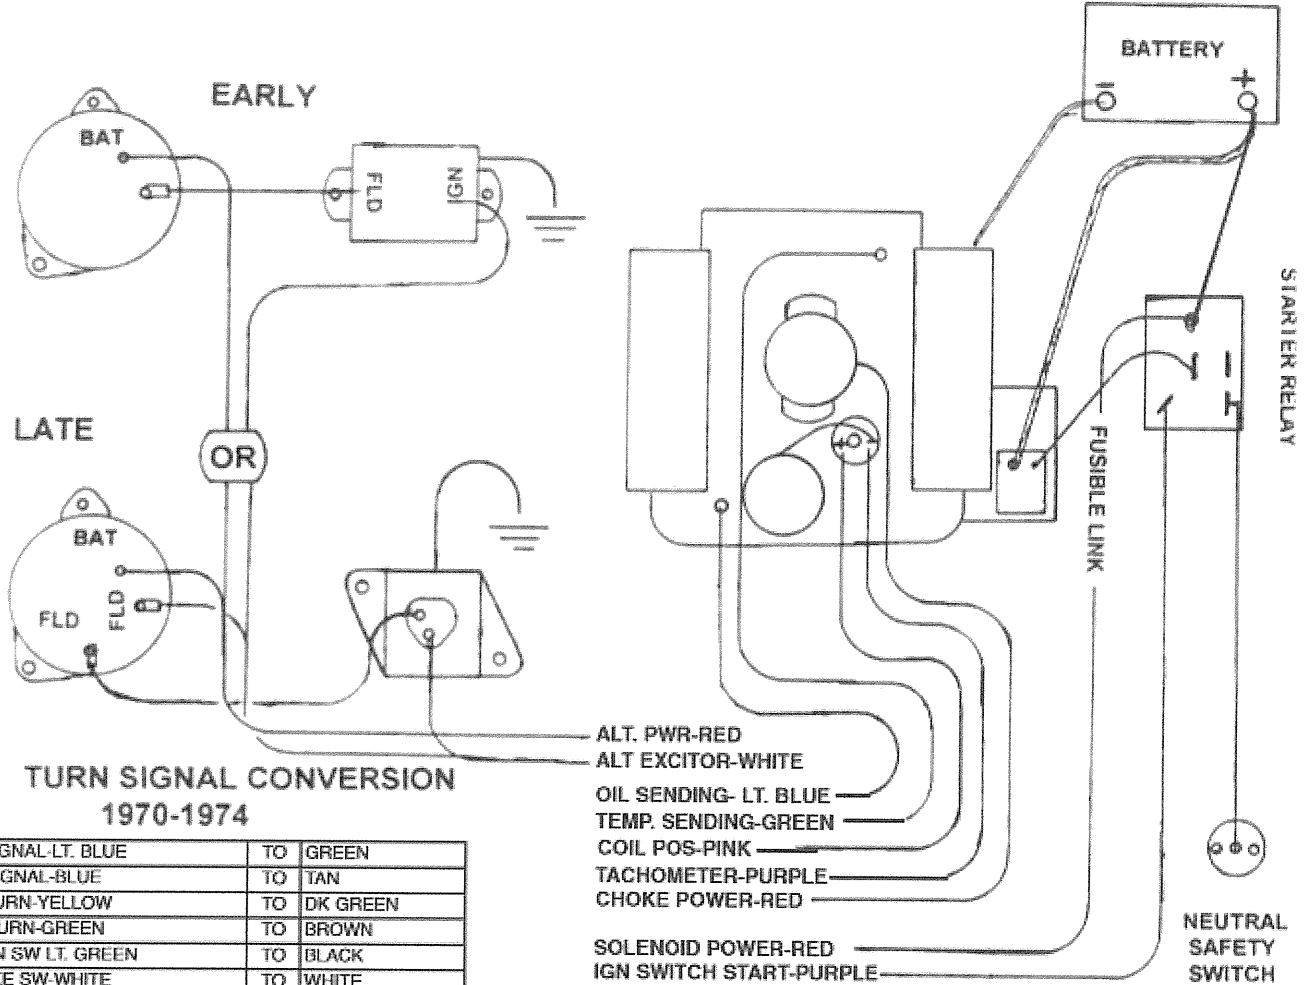 EARLY
BAT
FLD
IGN
BATTERY
- +
STARTER RELAY
LATE
OR
BAT
FLD
FLD
FUSIBLE LINK
ALT. PWR-RED
ALT EXCITOR-WHITE
OIL SENDING- LT. BLUE
TEMP. SENDING-GREEN
COIL POS-PINK
TACHOMETER-PURPLE
CHOKE POWER-RED
SOLENOID POWER-RED
IGN SWITCH START-PURPLE
NEUTRAL
SAFETY
SWITCH
TURN SIGNAL CONVERSION
1970-1974
GNAL-LT. BLUE TO GREEN
GNAL-BLUE TO TAN
URN-YELLOW TO DK GREEN
URN-GREEN TO BROWN
N SW LT. GREEN TO BLACK
KE SW-WHITE TO WHITE